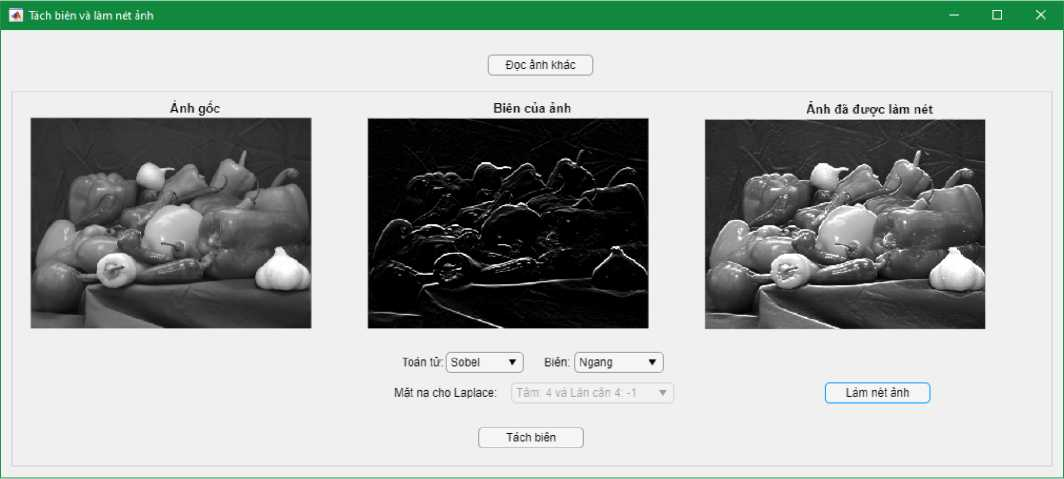 Tách biên và làm nét ảnh
Đọc ảnh khác
Ảnh gốc
Biên của ảnh
Ảnh đã được làm nét
Toán tử: Sobel Biên: Ngang
Mặt nạ cho Laplace: Tâm: 4 và Lân cận 4: -1
Làm nét ảnh
Tách biên